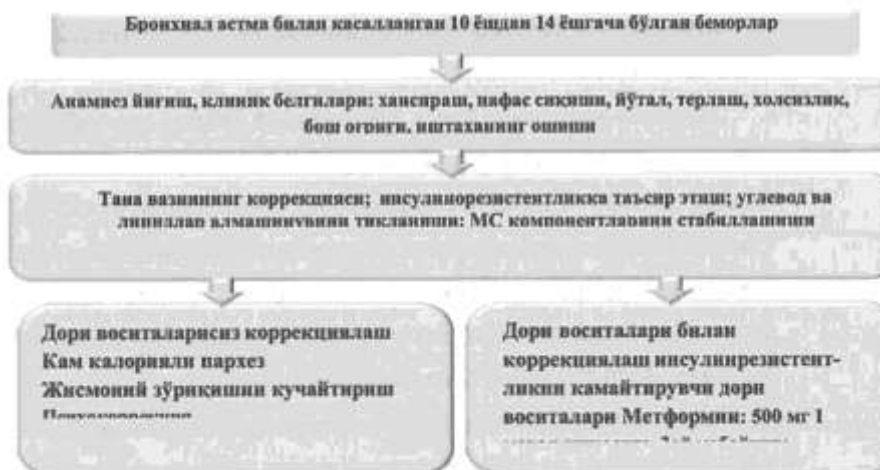 Бронхиал астма билан касалланган 10 ёшдан 14 ёшгача бўлган беморлар
Анамнез йиғиш, клиник белгилари: хансираш, нафас сиқиши, йўтал, терлаш, холсизлик,
бош оғриғи, иштаханинг ошиши
Тана вазнининг коррекцияси; инсулинорезистентликка таъсир этиш; углевод ва
липидлар алмашинувини тикланиши; МС компонентларини стабиллашиши
Дори воситаларисиз коррекциялаш
Кам калорияли пархез
Жисмоний зўриқишни кучайтириш
Дори воситалари билан
коррекциялаш инсулинрезистент-
ликни камайтирувчи дори
воситалари Метформин: 500 мг 1